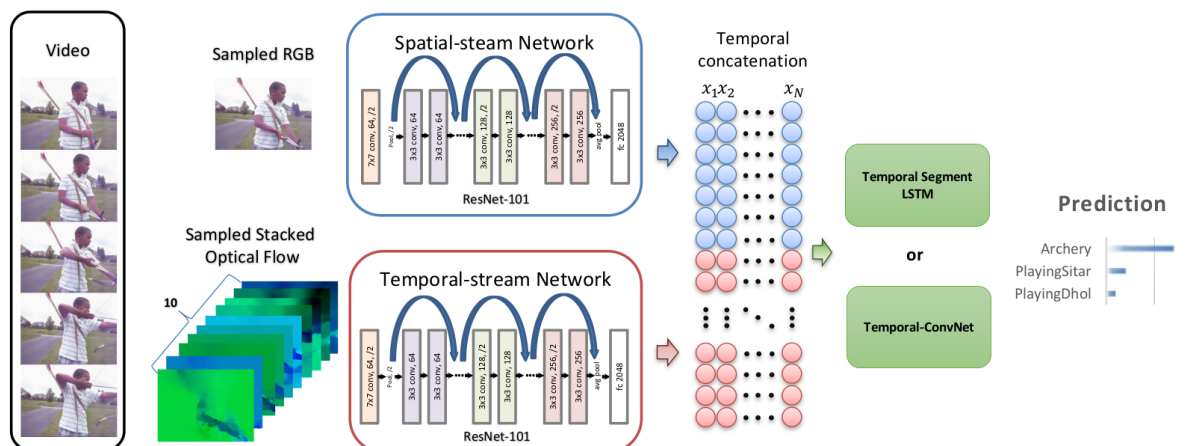 Video
Sampled RGB
Spatial-steam Network
7x7 conv, 64, /2
Pool, /2
3x3 conv, 64
3x3 conv, 64
3x3 conv, 128, /2
3x3 conv, 128
3x3 conv, 256, /2
3x3 conv, 256
avg pool
fc 2048
ResNet-101
Sampled Stacked
Optical Flow
10
Temporal-stream Network
7x7 conv, 64, /2
Pool, /2
3x3 conv, 64
3x3 conv, 64
3x3 conv, 128, /2
3x3 conv, 128
3x3 conv, 256, /2
3x3 conv, 256
avg pool
fc 2048
ResNet-101
Temporal
concatenation
x₁x₂ x_N
Temporal Segment
LSTM
or
Temporal-ConvNet
Prediction
Archery
PlayingSitar
PlayingDhol